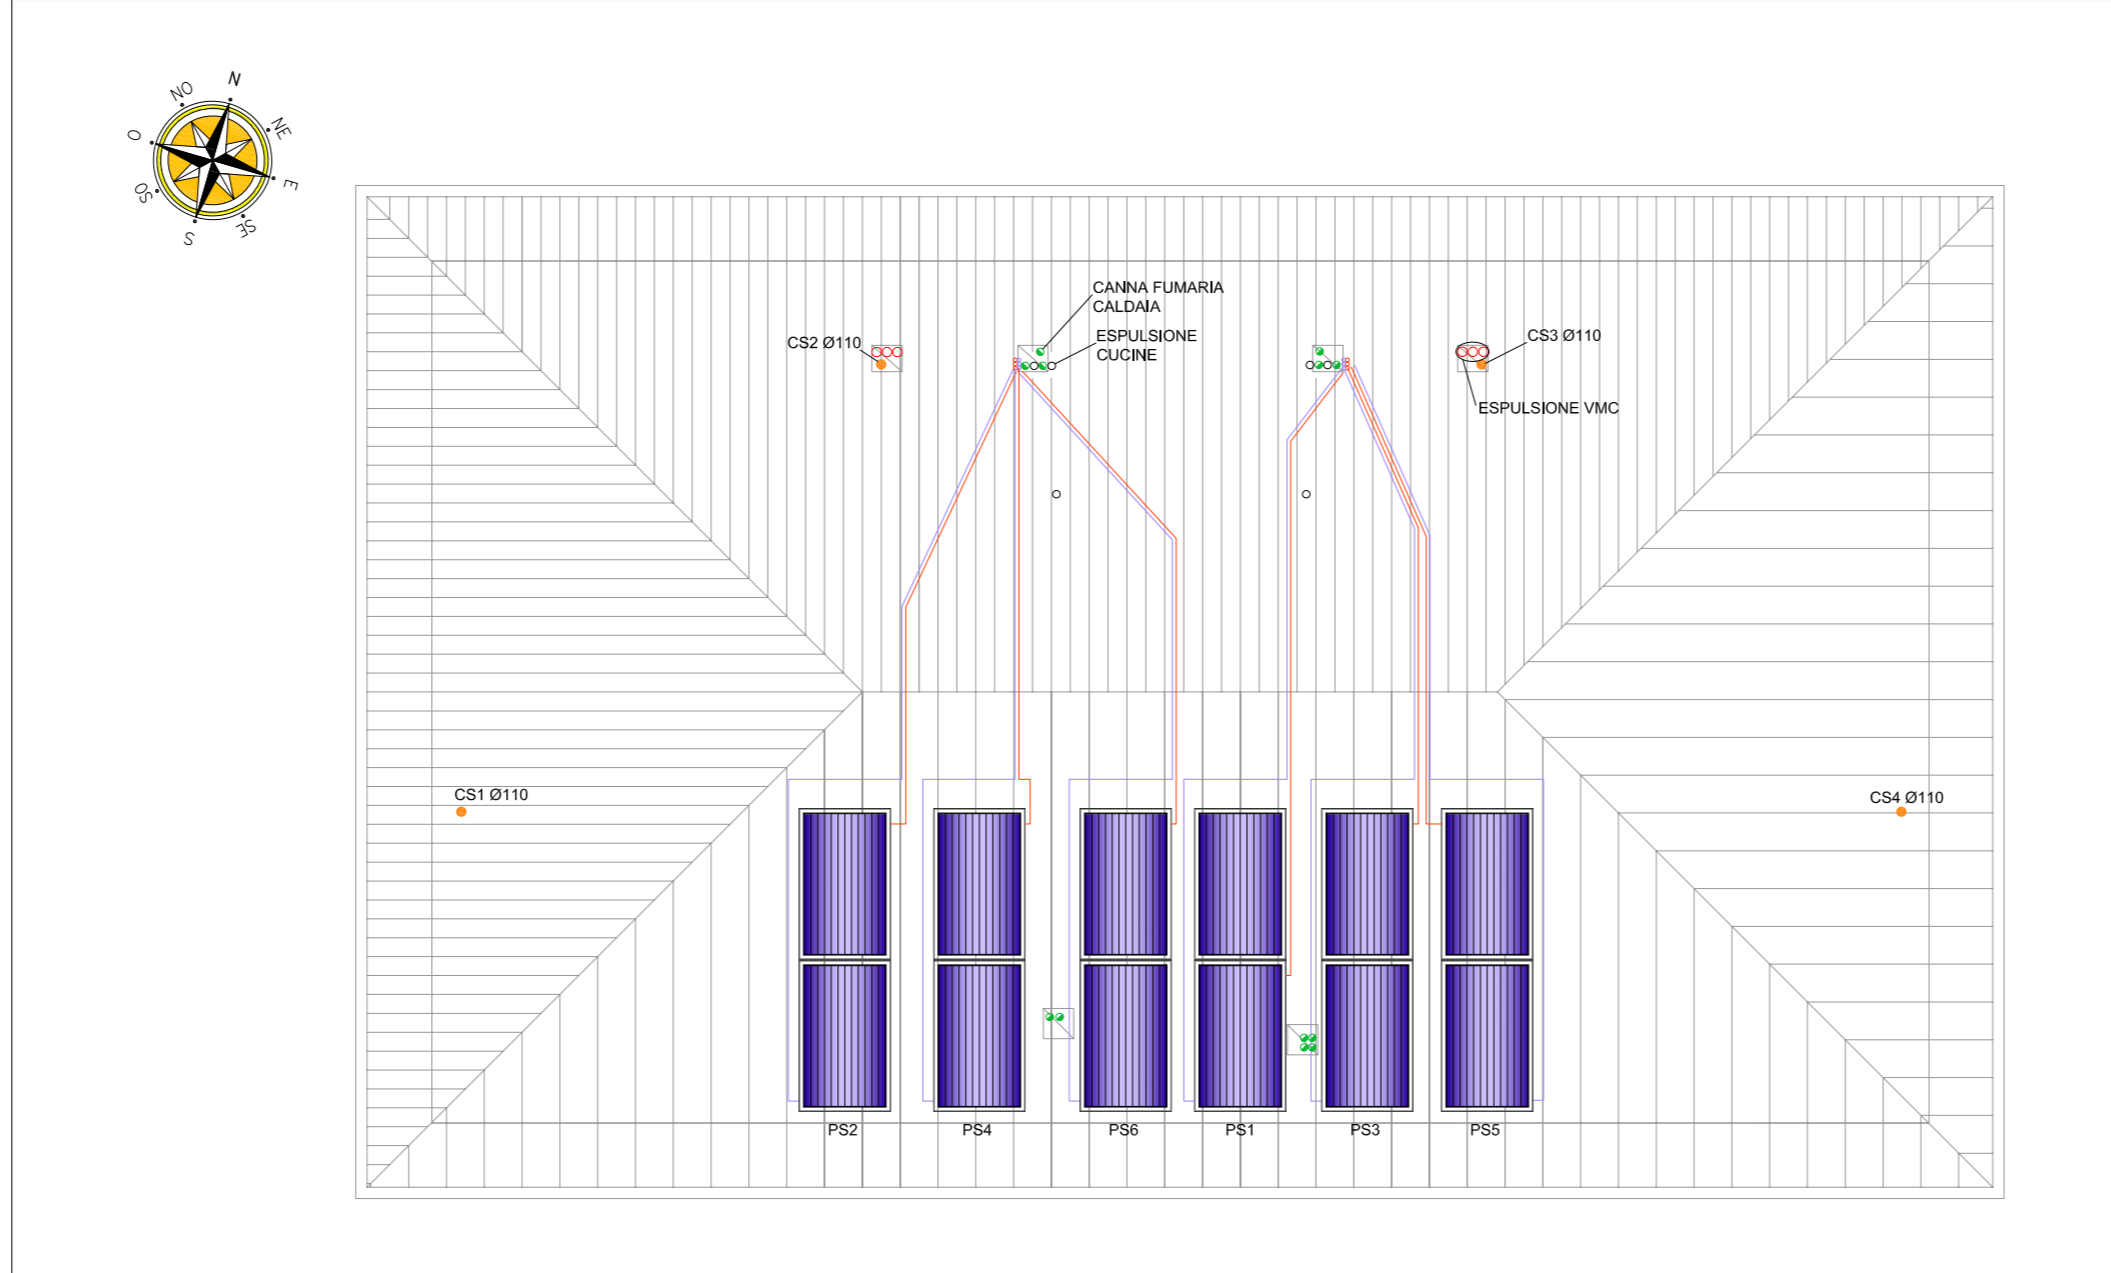 N
NO
NE
O
E
SO
SE
S
CANNA FUMARIA
CALDAIA
CS2 Ø110
ESPULSIONE
CUCINE
CS3 Ø110
ESPULSIONE VMC
CS1 Ø110
CS4 Ø110
PS2
PS4
PS6
PS1
PS3
PS5